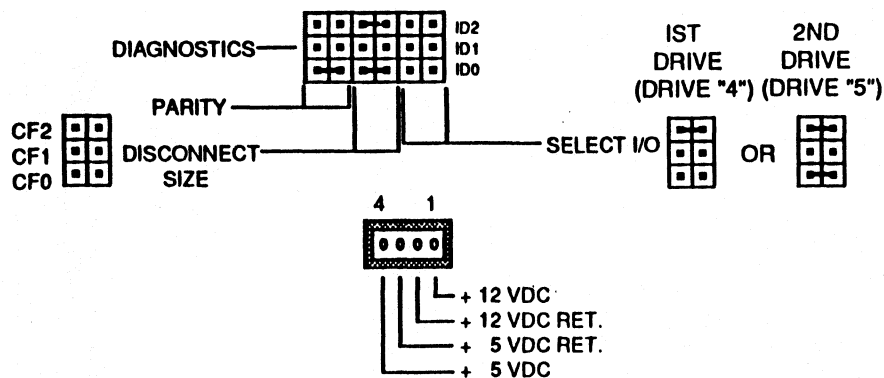 DIAGNOSTICS
ID2
ID1
ID0
IST
DRIVE
(DRIVE "4")
2ND
DRIVE
(DRIVE "5")
PARITY
CF2
CF1
CF0
DISCONNECT
SIZE
SELECT I/O
OR
4 1
+ 12 VDC
+ 12 VDC RET.
+ 5 VDC RET.
+ 5 VDC